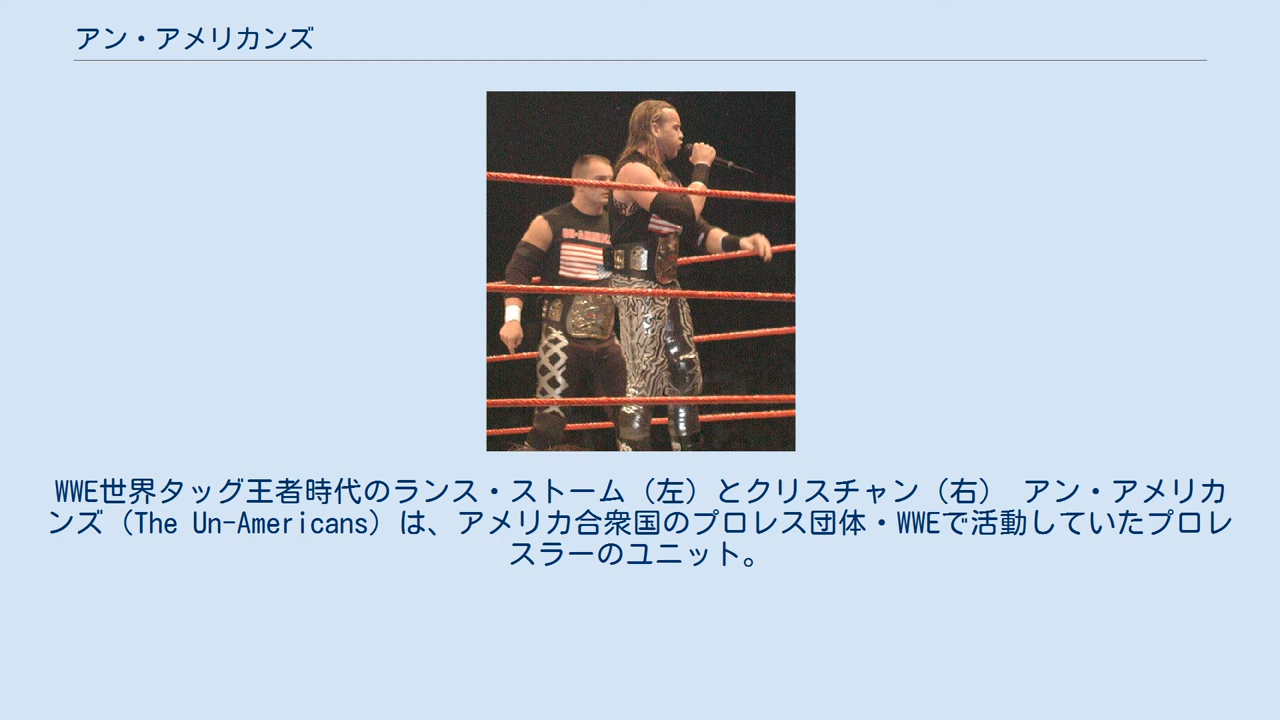 アン・アメリカンズ
WWE世界タッグ王者時代のランス・ストーム（左）とクリスチャン（右） アン・アメリカ
ンズ（The Un-Americans）は、アメリカ合衆国のプロレス団体・WWEで活動していたプロレ
スラーのユニット。